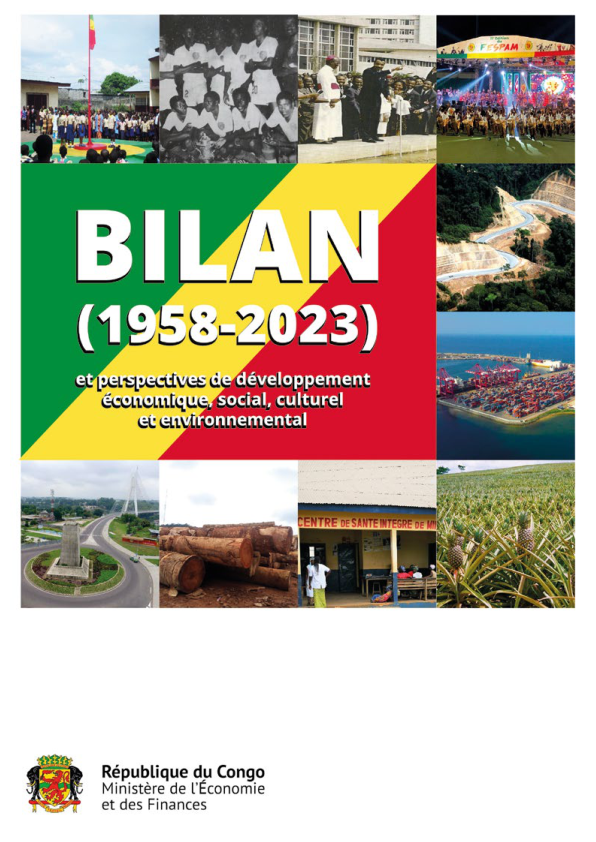 FESPAM
BILAN
(1958-2023)
et perspectives de développement
économique, social, culturel
et environnemental
CENTRE DE SANTE INTEGRE DE
République du Congo
Ministère de l'Économie
et des Finances